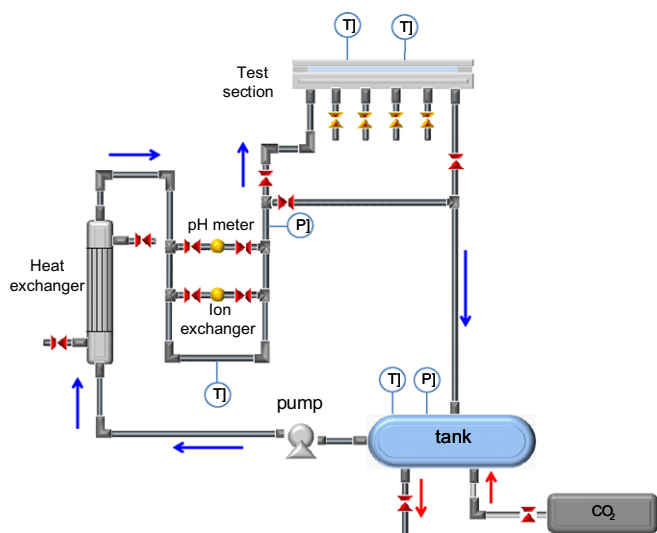 T]
T]
Test
section
pH meter
P]
Heat
exchanger
Ion
exchanger
T]
T]
P]
pump
tank
CO₂